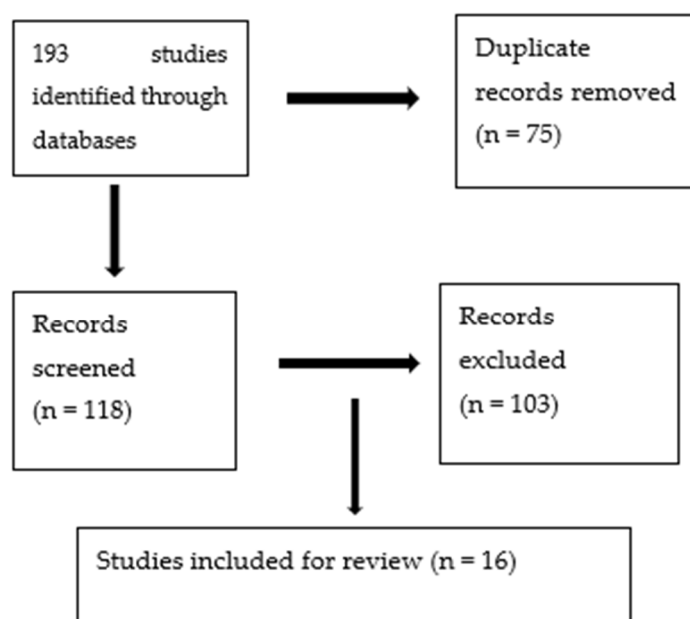 193 studies
identified through
databases
Duplicate
records removed
(n = 75)
Records
screened
(n = 118)
Records
excluded
(n = 103)
Studies included for review (n = 16)